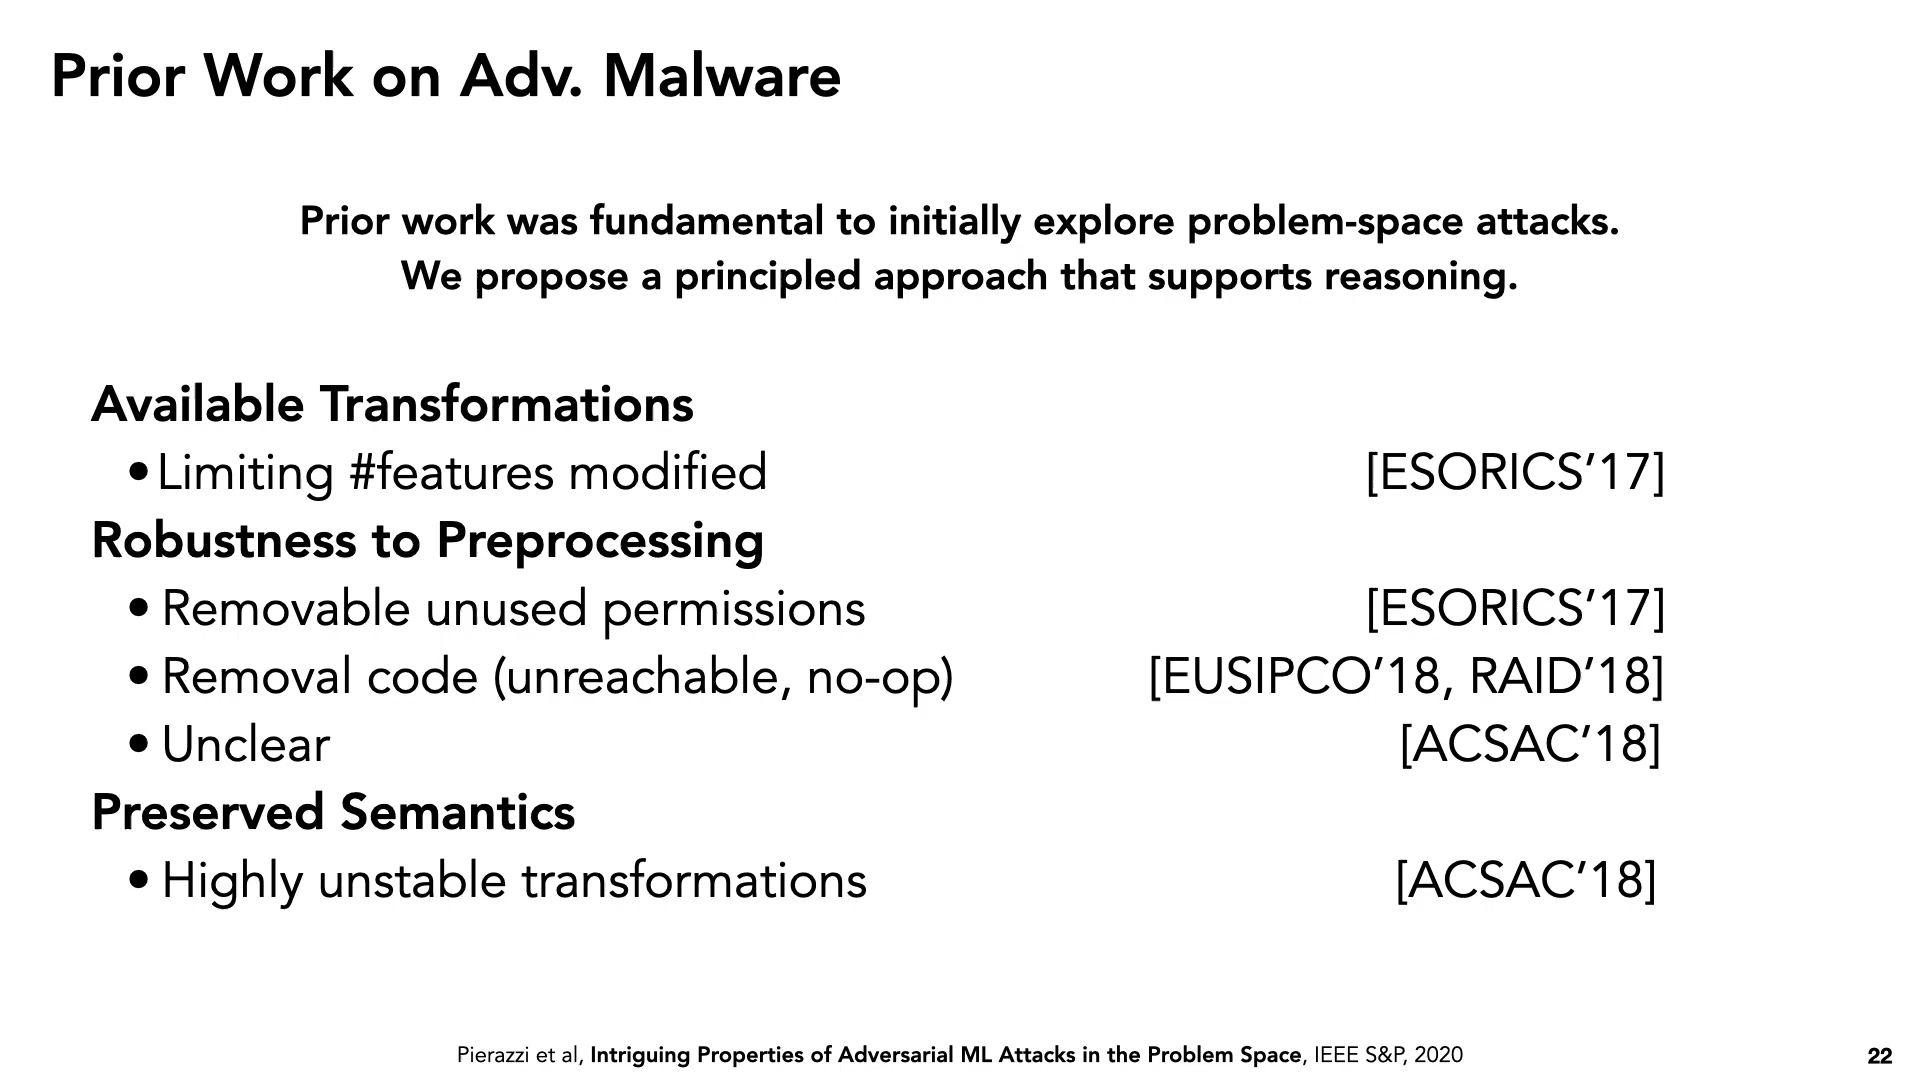 Prior Work on Adv. Malware
Prior work was fundamental to initially explore problem-space attacks.
We propose a principled approach that supports reasoning.
Available Transformations
•Limiting #features modified [ESORICS’17]
Robustness to Preprocessing
• Removable unused permissions [ESORICS’17]
• Removal code (unreachable, no-op) [EUSIPCO’18, RAID’18]
• Unclear [ACSAC’18]
Preserved Semantics
• Highly unstable transformations [ACSAC’18]
Pierazzi et al, Intriguing Properties of Adversarial ML Attacks in the Problem Space, IEEE S&P, 2020
22